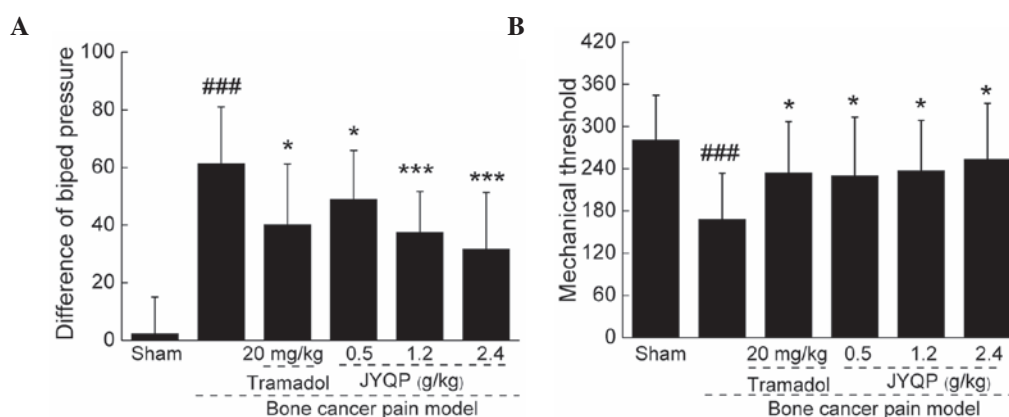 A
B
Difference of biped pressure
100
80
60
40
20
0
###
*
*
***
***
Sham
20 mg/kg
0.5
1.2
2.4
Tramadol
JYQP (g/kg)
Bone cancer pain model
Mechanical threshold
420
360
300
240
180
120
60
0
###
*
*
*
*
Sham
20 mg/kg
0.5
1.2
2.4
Tramadol
JYQP (g/kg)
Bone cancer pain model